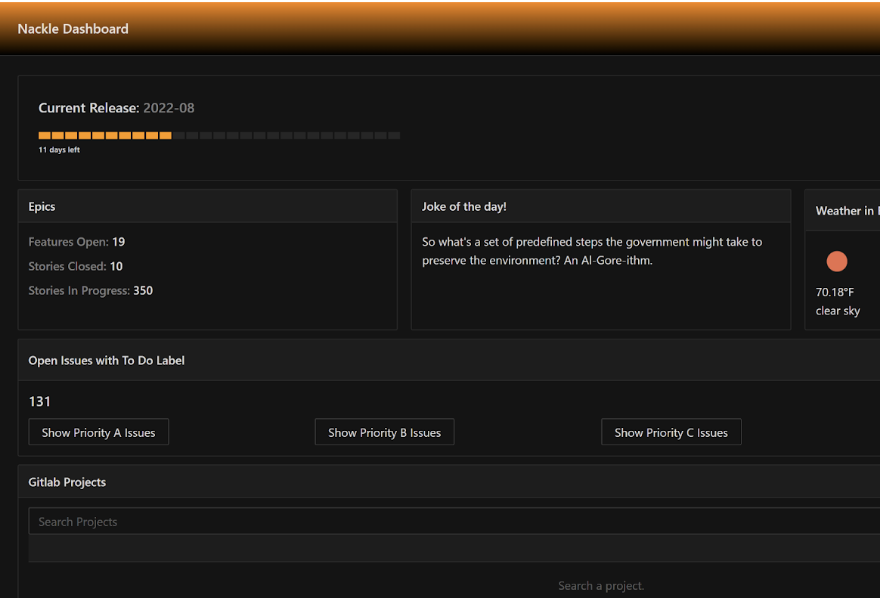 Nackle Dashboard
Current Release: 2022-08
11 days left
Epics
Features Open: 19
Stories Closed: 10
Stories In Progress: 350
Joke of the day!
So what's a set of predefined steps the government might take to
preserve the environment? An Al-Gore-ithm.
Weather in
70.18°F
clear sky
Open Issues with To Do Label
131
Show Priority A Issues
Show Priority B Issues
Show Priority C Issues
Gitlab Projects
Search Projects
Search a project.